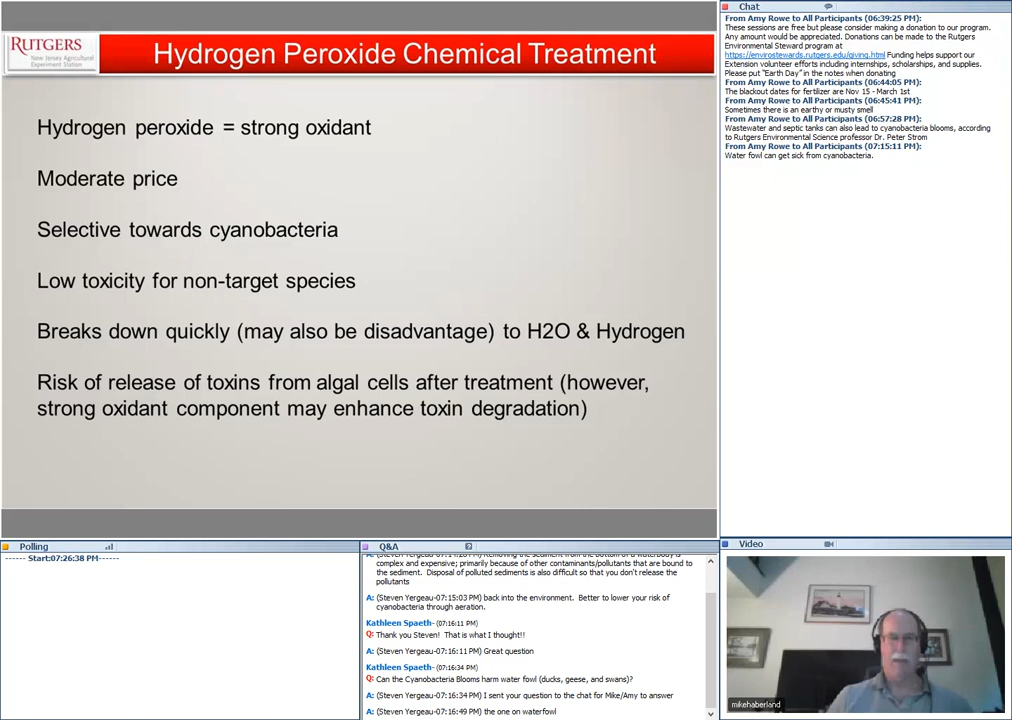 RUTGERS
New Jersey Agricultural
Experiment Station
Hydrogen Peroxide Chemical Treatment
Hydrogen peroxide = strong oxidant
Moderate price
Selective towards cyanobacteria
Low toxicity for non-target species
Breaks down quickly (may also be disadvantage) to H2O & Hydrogen
Risk of release of toxins from algal cells after treatment (however,
strong oxidant component may enhance toxin degradation)
Chat
From Amy Rowe to All Participants (06:39:25 PM):
These sessions are free but please consider making a donation to our program.
Any amount would be appreciated. Donations can be made to the Rutgers
Environmental Steward program at
https://envirostewards.rutgers.edu/giving.html Funding helps support our
Extension volunteer efforts including internships, scholarships, and supplies.
Please put "Earth Day" in the notes when donating
From Amy Rowe to All Participants (06:44:05 PM):
The blackout dates for fertilizer are Nov 15 - March 1st
From Amy Rowe to All Participants (06:45:41 PM):
Sometimes there is an earthy or musty smell
From Amy Rowe to All Participants (06:57:28 PM):
Wastewater and septic tanks can also lead to cyanobacteria blooms, according
to Rutgers Environmental Science professor Dr. Peter Strom
From Amy Rowe to All Participants (07:15:11 PM):
Water fowl can get sick from cyanobacteria.
Polling
------ Start:07:26:38 PM------
Q&A
complex and expensive; primarily because of other contaminants/pollutants that are bound to
the sediment. Disposal of polluted sediments is also difficult so that you don't release the
pollutants
A: (Steven Yergeau-07:15:03 PM) back into the environment. Better to lower your risk of
cyanobacteria through aeration.
Kathleen Spaeth- (07:16:11 PM)
Q: Thank you Steven! That is what I thought!!
A: (Steven Yergeau-07:16:11 PM) Great question
Kathleen Spaeth- (07:16:34 PM)
Q: Can the Cyanobacteria Blooms harm water fowl (ducks, geese, and swans)?
A: (Steven Yergeau-07:16:34 PM) I sent your question to the chat for Mike/Amy to answer
A: (Steven Yergeau-07:16:49 PM) the one on waterfowl
Video
mikehaberland